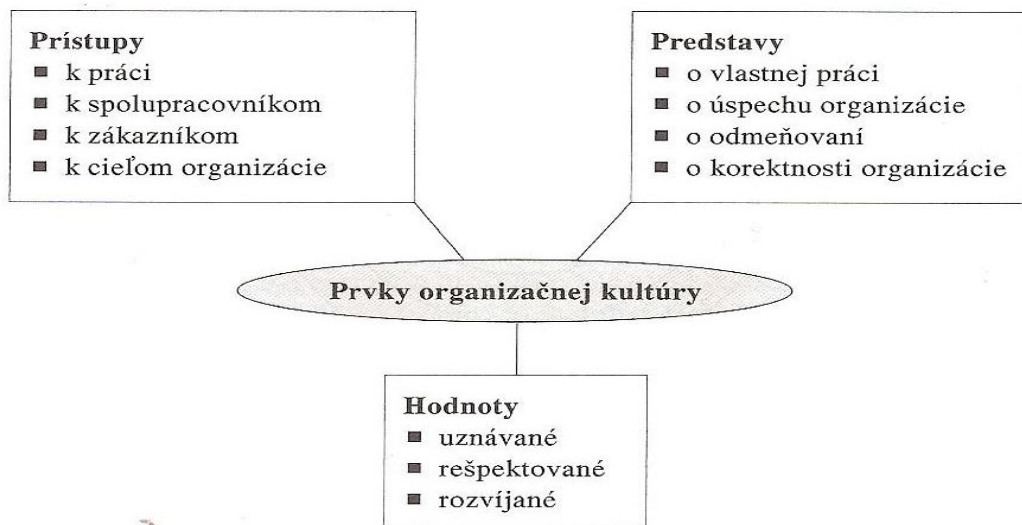 Prístupy
■ k práci
■ k spolupracovníkom
■ k zákazníkom
■ k cieľom organizácie
Predstavy
■ o vlastnej práci
■ o úspechu organizácie
■ o odmeňovaní
■ o korektnosti organizácie
Prvky organizačnej kultúry
Hodnoty
■ uznávané
■ rešpektované
■ rozvíjané